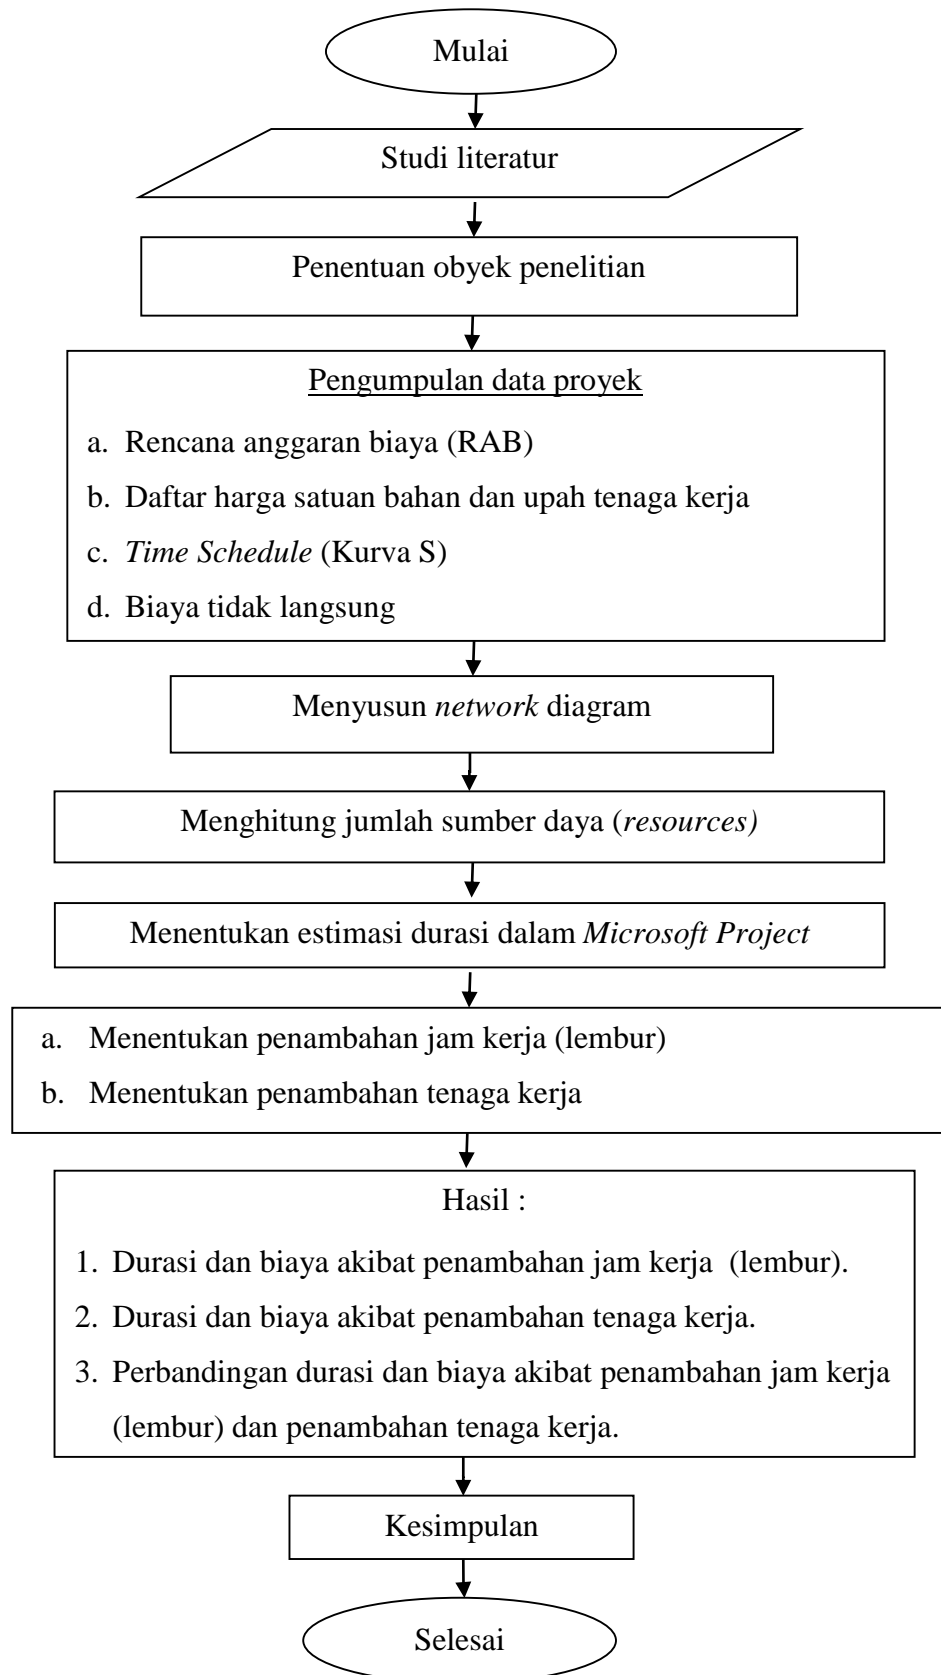 Mulai
Studi literatur
Penentuan obyek penelitian
Pengumpulan data proyek
a. Rencana anggaran biaya (RAB)
b. Daftar harga satuan bahan dan upah tenaga kerja
c. Time Schedule (Kurva S)
d. Biaya tidak langsung
Menyusun network diagram
Menghitung jumlah sumber daya (resources)
Menentukan estimasi durasi dalam Microsoft Project
a. Menentukan penambahan jam kerja (lembur)
b. Menentukan penambahan tenaga kerja
Hasil :
1. Durasi dan biaya akibat penambahan jam kerja (lembur).
2. Durasi dan biaya akibat penambahan tenaga kerja.
3. Perbandingan durasi dan biaya akibat penambahan jam kerja
(lembur) dan penambahan tenaga kerja.
Kesimpulan
Selesai